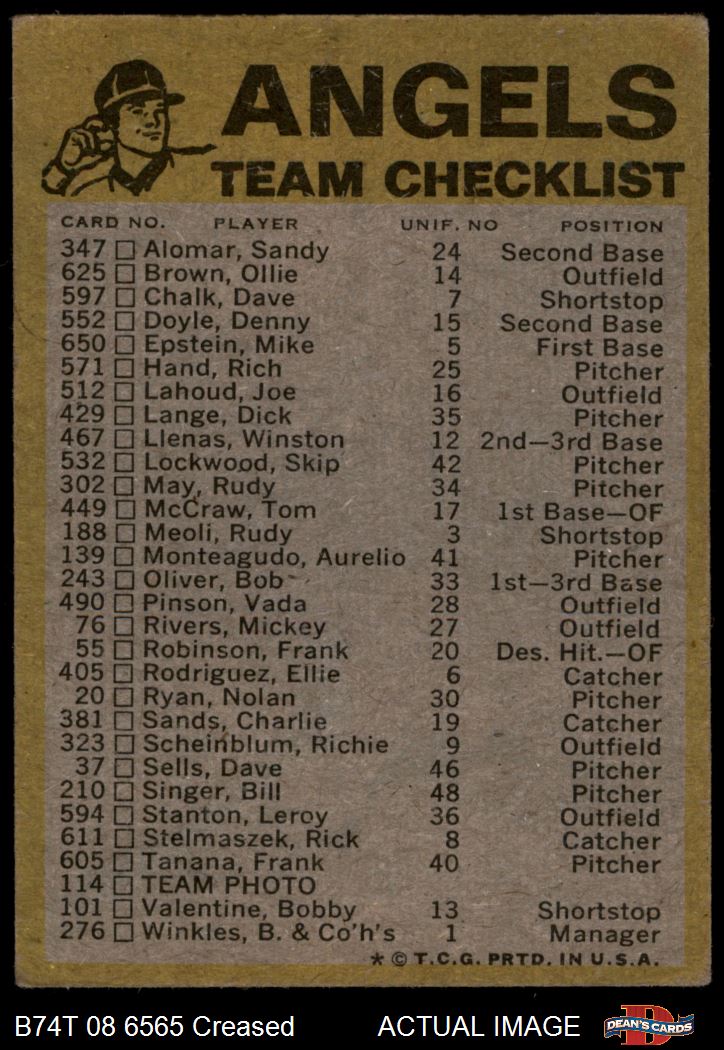 ANGELS
TEAM CHECKLIST
CARD NO. PLAYER UNIF. NO POSITION
347 Alomar, Sandy 24 Second Base
625 Brown, Ollie 14 Outfield
597 Chalk, Dave 7 Shortstop
552 Doyle, Denny 15 Second Base
650 Epstein, Mike 5 First Base
571 Hand, Rich 25 Pitcher
512 Lahoud, Joe 16 Outfield
429 Lange, Dick 35 Pitcher
467 Llenas, Winston 12 2nd—3rd Base
532 Lockwood, Skip 42 Pitcher
302 May, Rudy 34 Pitcher
449 McCraw, Tom 17 1st Base—OF
188 Meoli, Rudy 3 Shortstop
139 Monteagudo, Aurelio 41 Pitcher
243 Oliver, Bob 33 1st—3rd Base
490 Pinson, Vada 28 Outfield
76 Rivers, Mickey 27 Outfield
55 Robinson, Frank 20 Des. Hit.—OF
405 Rodriguez, Ellie 6 Catcher
20 Ryan, Nolan 30 Pitcher
381 Sands, Charlie 19 Catcher
323 Scheinblum, Richie 9 Outfield
37 Sells, Dave 46 Pitcher
210 Singer, Bill 48 Pitcher
594 Stanton, Leroy 36 Outfield
611 Stelmaszek, Rick 8 Catcher
605 Tanana, Frank 40 Pitcher
114 TEAM PHOTO
101 Valentine, Bobby 13 Shortstop
276 Winkles, B. & Co'h's 1 Manager
* © T.C.G. PRTD. IN U.S.A.
B74T 08 6565 Creased ACTUAL IMAGE DEAN'S CARDS